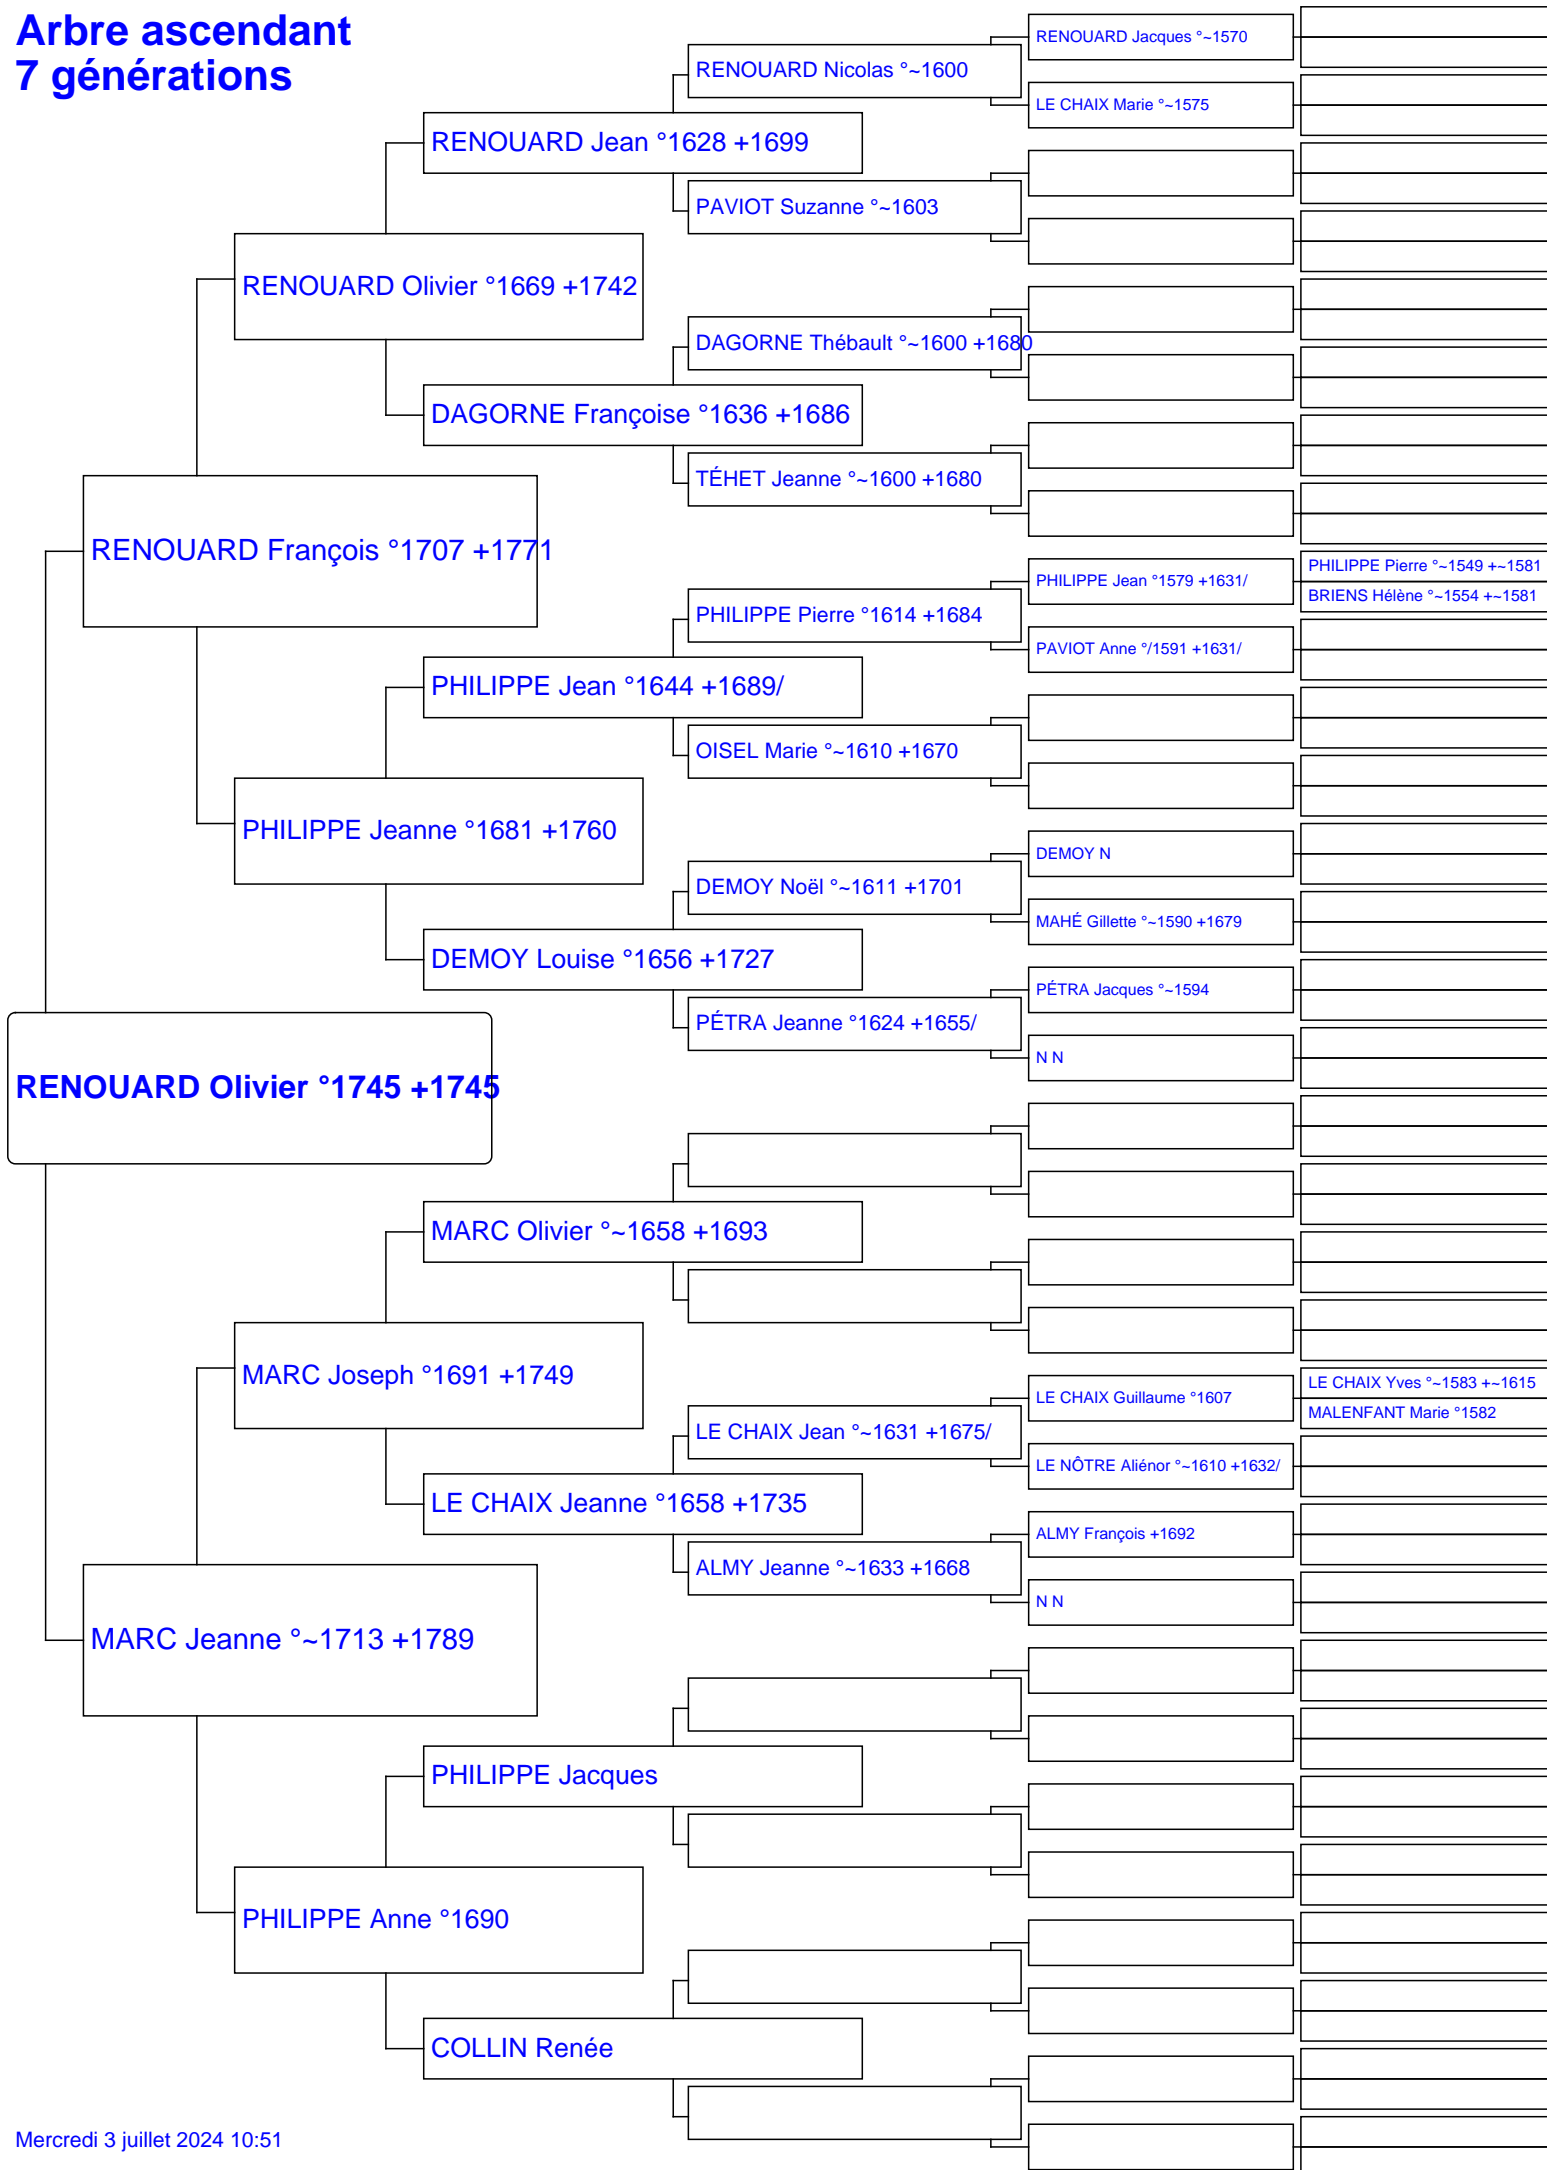 Arbre ascendant
7 générations
RENOUARD Jacques °~1570
RENOUARD Nicolas °~1600
LE CHAIX Marie °~1575
RENOUARD Jean °1628 +1699
PAVIOT Suzanne °~1603
RENOUARD Olivier °1669 +1742
DAGORNE Thébault °~1600 +1680
DAGORNE Françoise °1636 +1686
TÉHET Jeanne °~1600 +1680
RENOUARD François °1707 +1771
PHILIPPE Pierre °~1549 +~1581
PHILIPPE Jean °1579 +1631/
BRIENS Hélène °~1554 +~1581
PHILIPPE Pierre °1614 +1684
PAVIOT Anne °/1591 +1631/
PHILIPPE Jean °1644 +1689/
OISEL Marie °~1610 +1670
PHILIPPE Jeanne °1681 +1760
DEMOY N
DEMOY Noël °~1611 +1701
MAHÉ Gillette °~1590 +1679
DEMOY Louise °1656 +1727
PÉTRA Jacques °~1594
PÉTRA Jeanne °1624 +1655/
N N
RENOUARD Olivier °1745 +1745
MARC Olivier °~1658 +1693
MARC Joseph °1691 +1749
LE CHAIX Yves °~1583 +~1615
LE CHAIX Guillaume °1607
MALENFANT Marie °1582
LE CHAIX Jean °~1631 +1675/
LE NÔTRE Aliénor °~1610 +1632/
LE CHAIX Jeanne °1658 +1735
ALMY François +1692
ALMY Jeanne °~1633 +1668
N N
MARC Jeanne °~1713 +1789
PHILIPPE Jacques
PHILIPPE Anne °1690
COLLIN Renée
Mercredi 3 juillet 2024 10:51